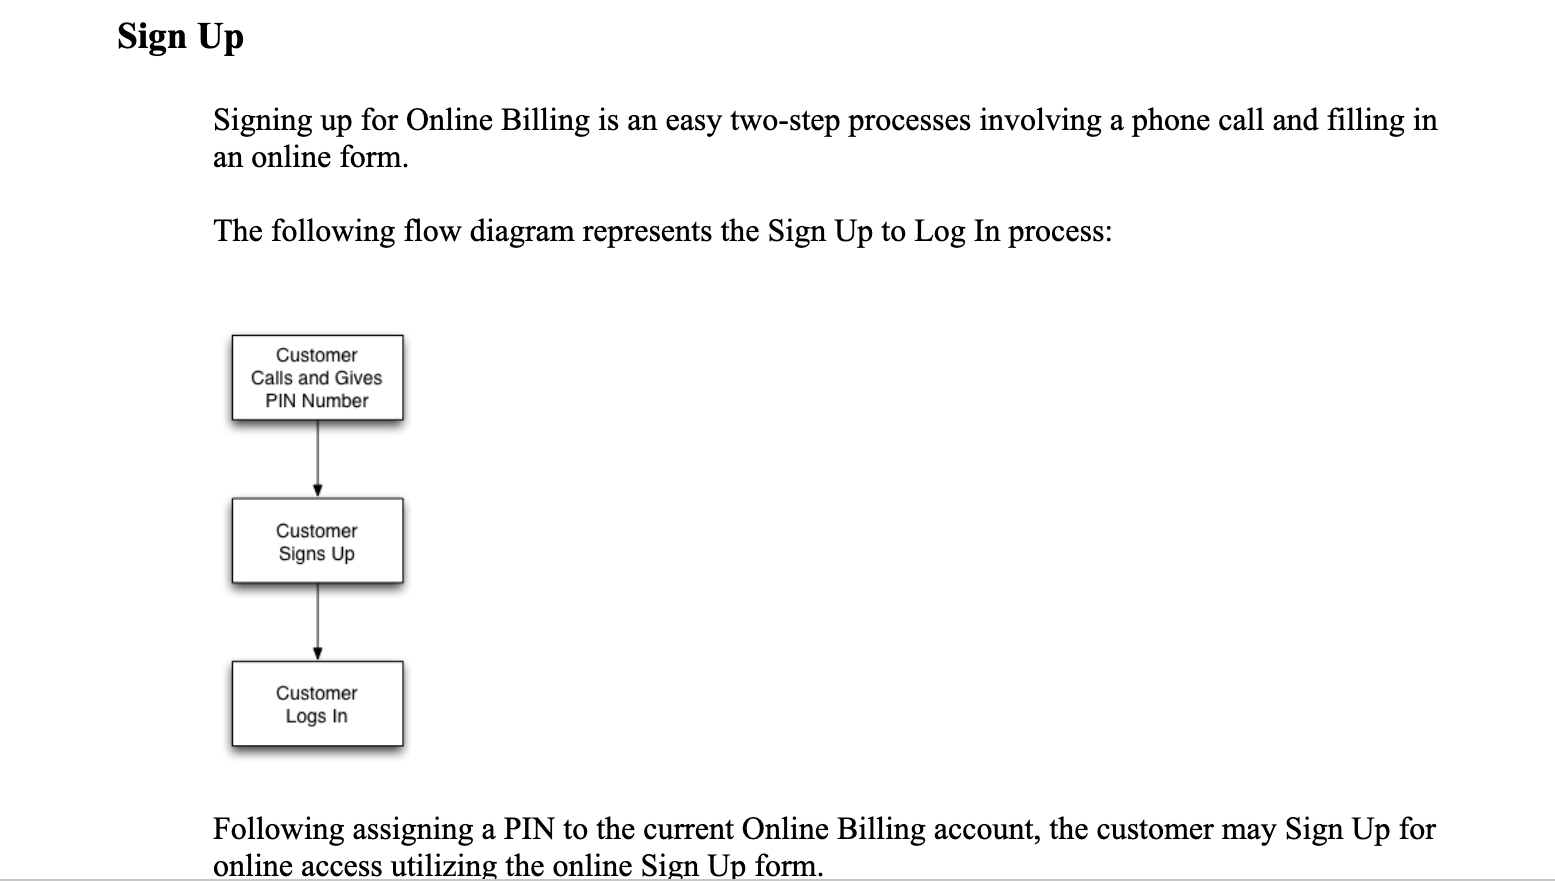 Sign Up
Signing up for Online Billing is an easy two-step processes involving a phone call and filling in
an online form.
The following flow diagram represents the Sign Up to Log In process:
Customer
Calls and Gives
PIN Number
Customer
Signs Up
Customer
Logs In
Following assigning a PIN to the current Online Billing account, the customer may Sign Up for
online access utilizing the online Sign Up form.